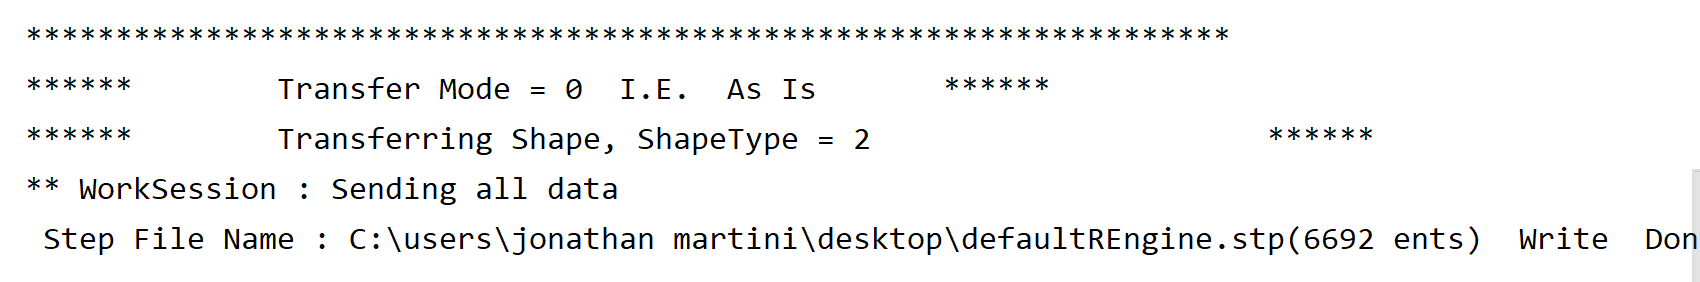 *******************************************************************
******        Transfer Mode = 0  I.E.  As Is       ******
******        Transferring Shape, ShapeType = 2                      ******
** WorkSession : Sending all data
 Step File Name : C:\users\jonathan martini\desktop\defaultREngine.stp(6692 ents)  Write  Don